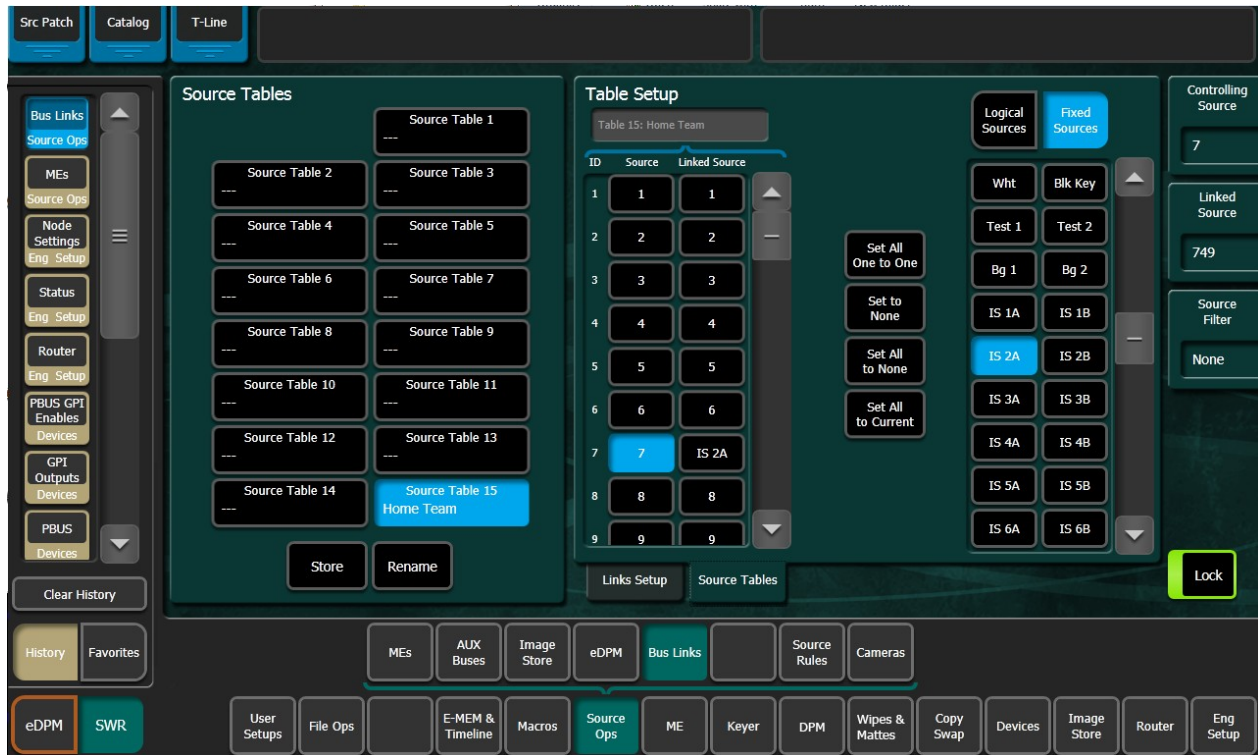 Src Patch
Catalog
T-Line
Bus Links
Source Ops
MEs
Source Ops
Node
Settings
Eng Setup
Status
Eng Setup
Router
Eng Setup
PBUS GPI
Enables
Devices
GPI
Outputs
Devices
PBUS
Devices
Clear History
History
Favorites
eDPM
SWR
Source Tables
Source Table 1
---
Source Table 2
---
Source Table 3
---
Source Table 4
---
Source Table 5
---
Source Table 6
---
Source Table 7
---
Source Table 8
---
Source Table 9
---
Source Table 10
---
Source Table 11
---
Source Table 12
---
Source Table 13
---
Source Table 14
---
Source Table 15
Home Team
Store
Rename
Table Setup
Table 15: Home Team
ID Source Linked Source
1 1 1
2 2 2
3 3 3
4 4 4
5 5 5
6 6 6
7 7 IS 2A
8 8 8
9 9 9
Set All
One to One
Set to
None
Set All
to None
Set All
to Current
Logical
Sources
Fixed
Sources
Wht Blk Key
Test 1 Test 2
Bg 1 Bg 2
IS 1A IS 1B
IS 2A IS 2B
IS 3A IS 3B
IS 4A IS 4B
IS 5A IS 5B
IS 6A IS 6B
Links Setup
Source Tables
Controlling
Source
7
Linked
Source
749
Source
Filter
None
Lock
MEs
AUX
Buses
Image
Store
eDPM
Bus Links
Source
Rules
Cameras
User
Setups
File Ops
E-MEM &
Timeline
Macros
Source
Ops
ME
Keyer
DPM
Wipes &
Mattes
Copy
Swap
Devices
Image
Store
Router
Eng
Setup